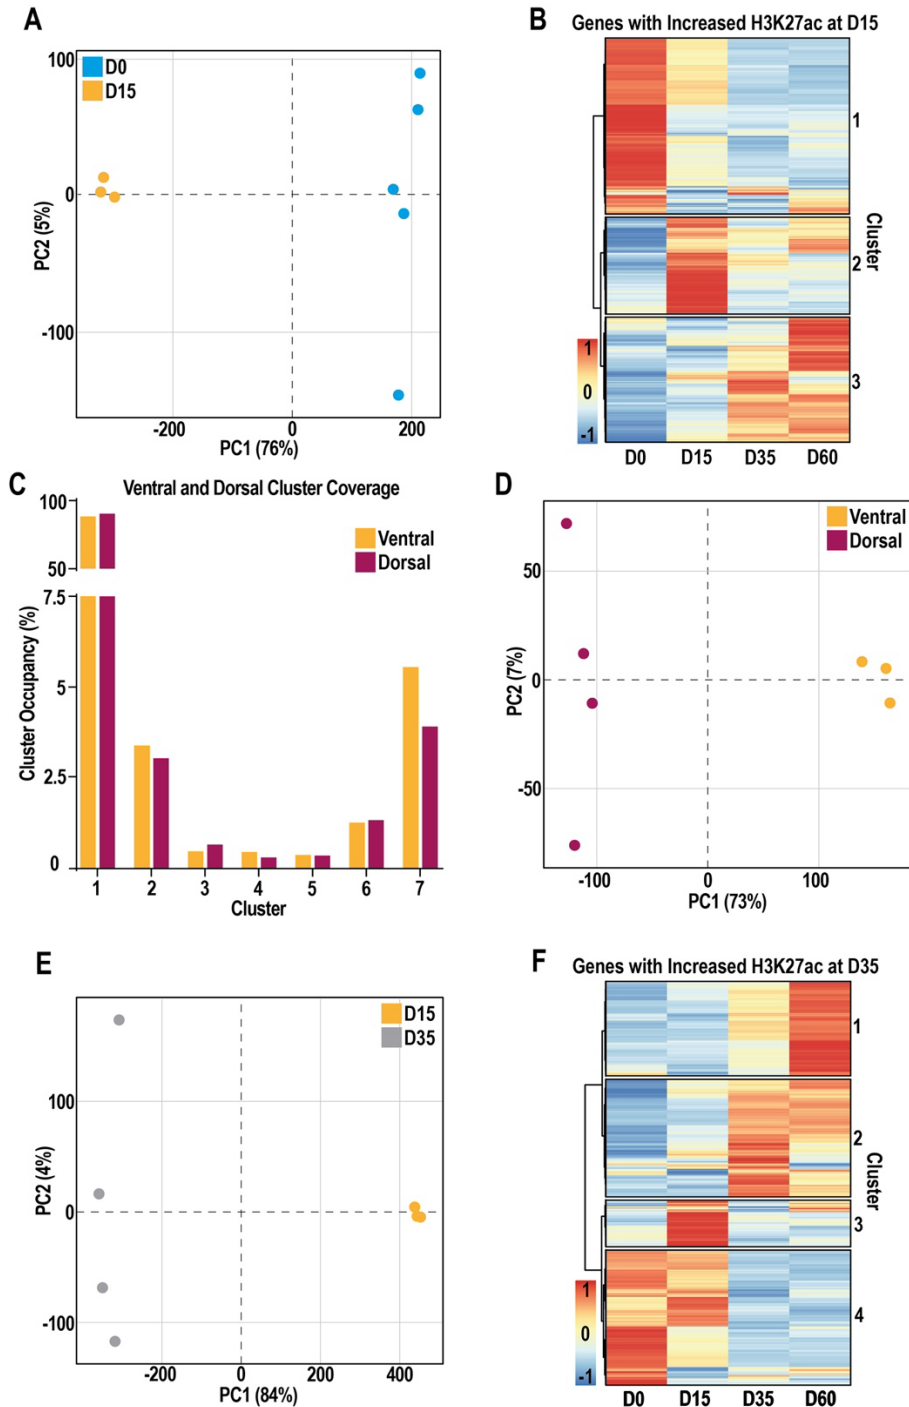 A
D0
D15
100
0
-100
PC2 (5%)
-200
0
200
PC1 (76%)
B
Genes with Increased H3K27ac at D15
1
2
3
Cluster
1
0
-1
D0
D15
D35
D60
C
Ventral and Dorsal Cluster Coverage
Ventral
Dorsal
100
50
7.5
5
2.5
0
Cluster Occupancy (%)
1
2
3
4
5
6
7
Cluster
D
Ventral
Dorsal
50
0
-50
PC2 (7%)
-100
0
100
PC1 (73%)
E
D15
D35
100
0
-100
PC2 (4%)
-200
0
200
400
PC1 (84%)
F
Genes with Increased H3K27ac at D35
1
2
3
4
Cluster
1
0
-1
D0
D15
D35
D60